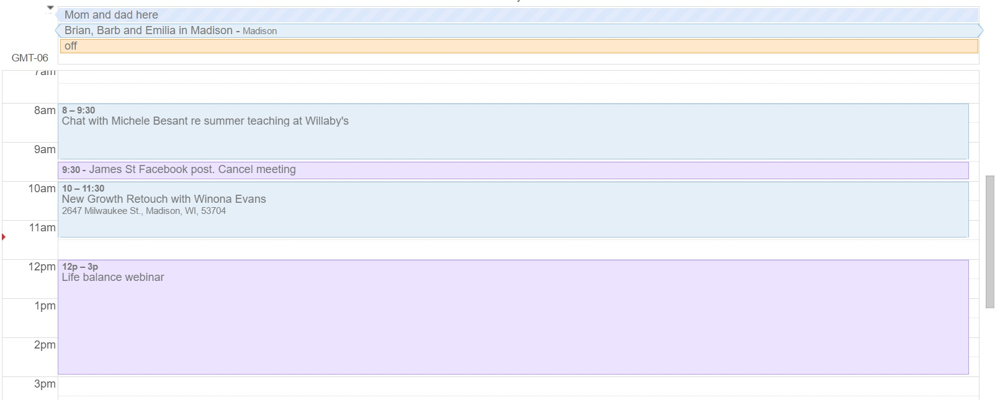 Mom and dad here
Brian, Barb and Emilia in Madison - Madison
off
GMT-06
7am
8am
8 – 9:30
Chat with Michele Besant re summer teaching at Willaby's
9am
9:30 - James St Facebook post. Cancel meeting
10am
10 – 11:30
New Growth Retouch with Winona Evans
2647 Milwaukee St., Madison, WI, 53704
11am
12pm
12p – 3p
Life balance webinar
1pm
2pm
3pm